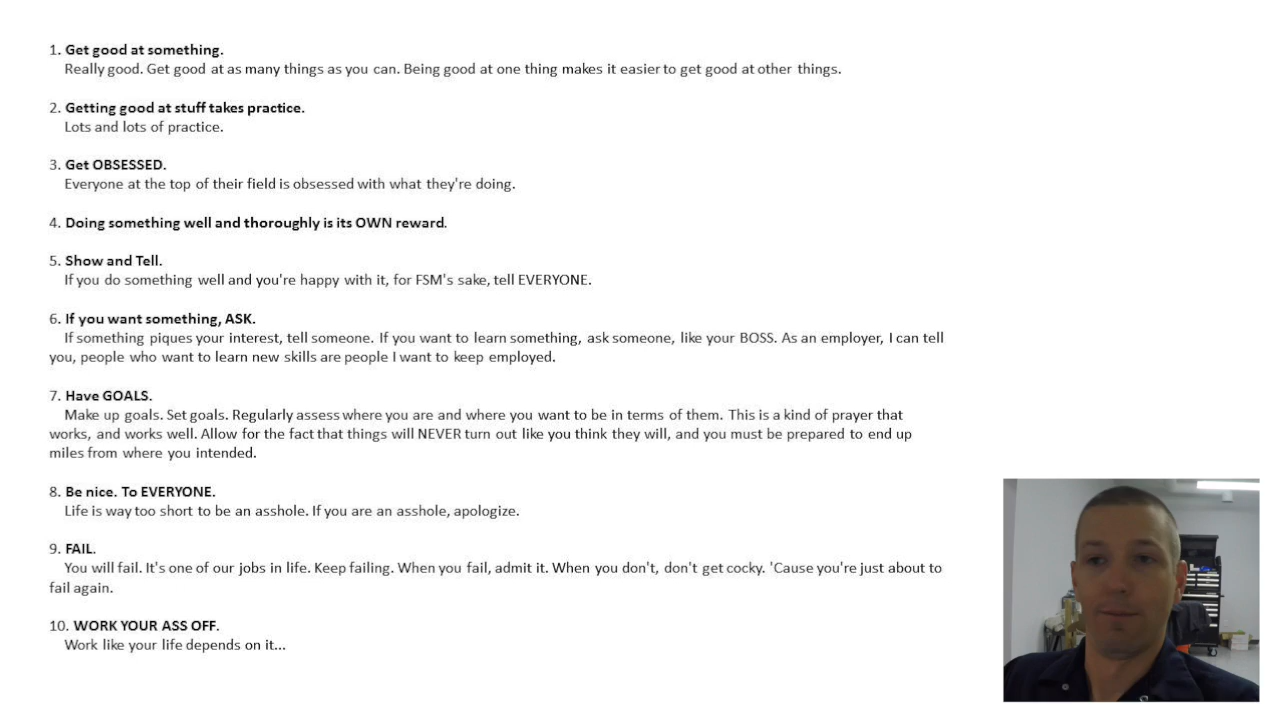 1. Get good at something.
Really good. Get good at as many things as you can. Being good at one thing makes it easier to get good at other things.
2. Getting good at stuff takes practice.
Lots and lots of practice.
3. Get OBSESSED.
Everyone at the top of their field is obsessed with what they're doing.
4. Doing something well and thoroughly is its OWN reward.
5. Show and Tell.
If you do something well and you're happy with it, for FSM's sake, tell EVERYONE.
6. If you want something, ASK.
If something piques your interest, tell someone. If you want to learn something, ask someone, like your BOSS. As an employer, I can tell
you, people who want to learn new skills are people I want to keep employed.
7. Have GOALS.
Make up goals. Set goals. Regularly assess where you are and where you want to be in terms of them. This is a kind of prayer that
works, and works well. Allow for the fact that things will NEVER turn out like you think they will, and you must be prepared to end up
miles from where you intended.
8. Be nice. To EVERYONE.
Life is way too short to be an asshole. If you are an asshole, apologize.
9. FAIL.
You will fail. It's one of our jobs in life. Keep failing. When you fail, admit it. When you don't, don't get cocky. 'Cause you're just about to
fail again.
10. WORK YOUR ASS OFF.
Work like your life depends on it...